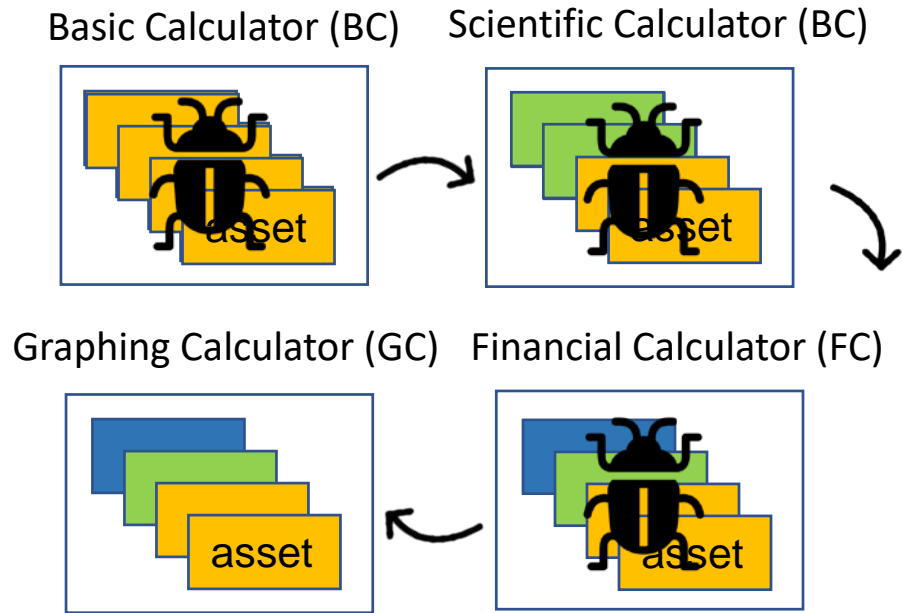 Basic Calculator (BC)
Scientific Calculator (BC)
asset
asset
Graphing Calculator (GC)
Financial Calculator (FC)
asset
asset